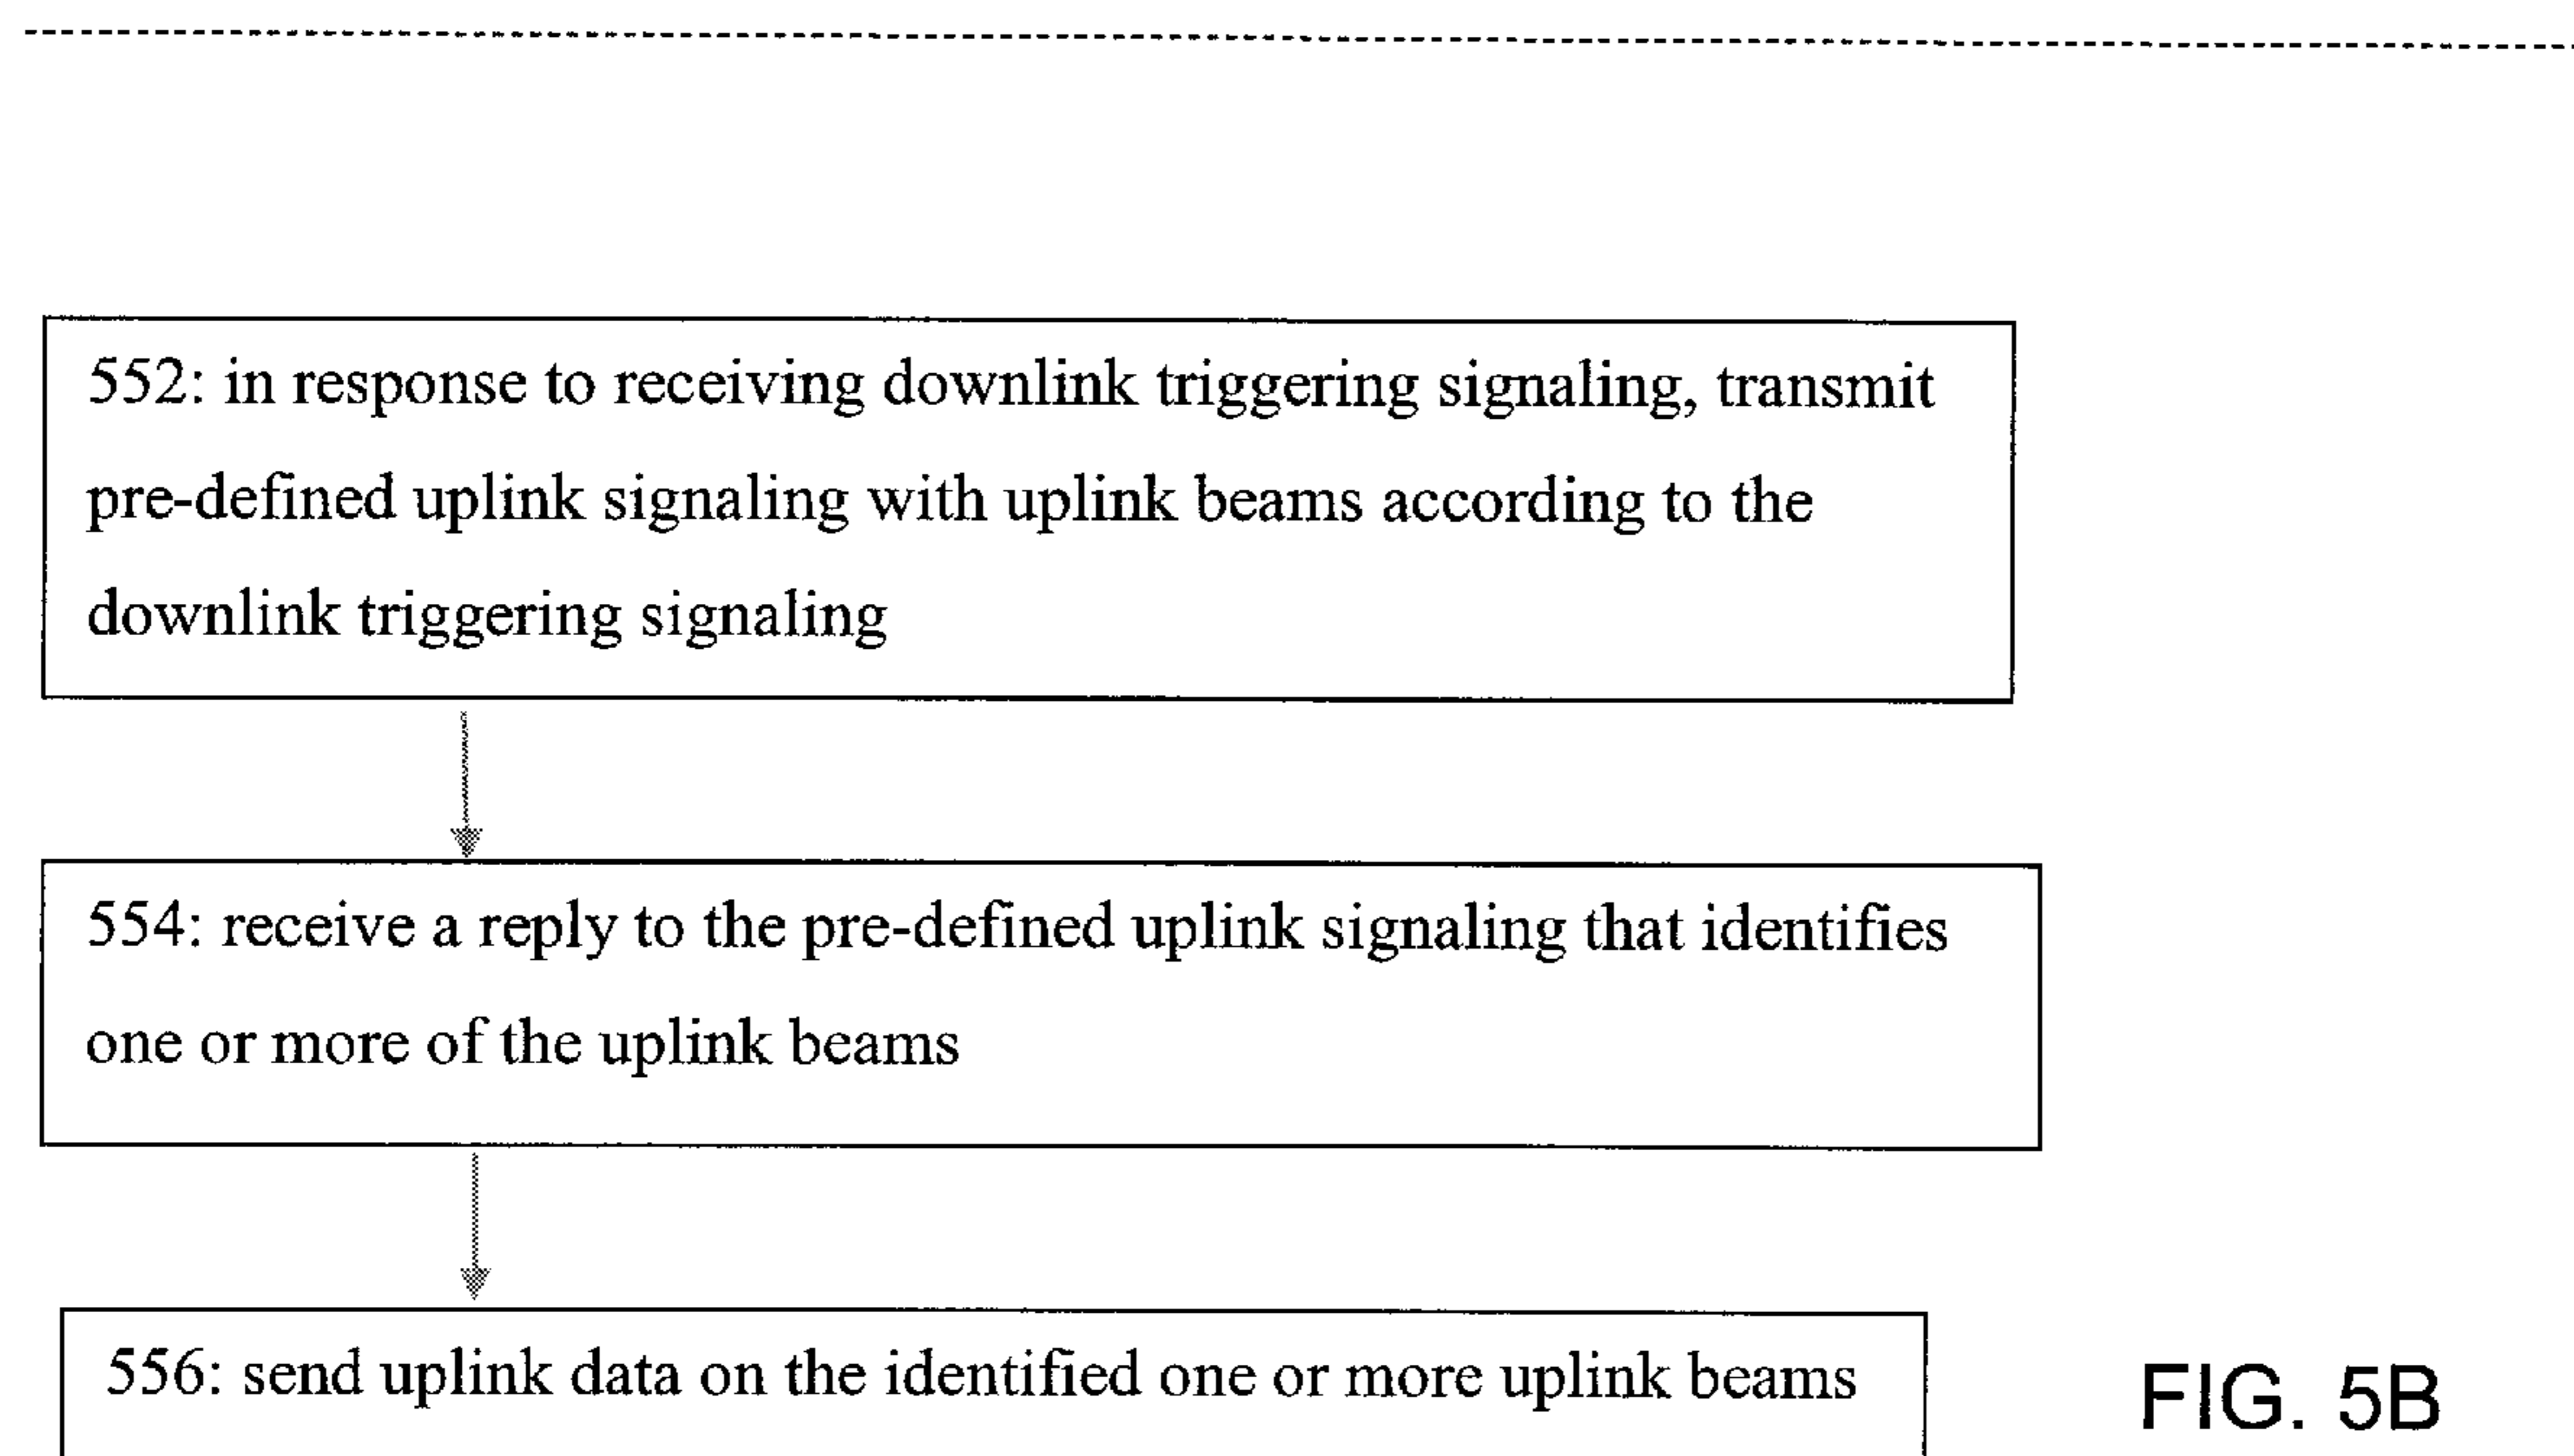 552: in response to receiving downlink triggering signaling, transmit
pre-defined uplink signaling with uplink beams according to the
downlink triggering signaling
554: receive a reply to the pre-defined uplink signaling that identifies
one or more of the uplink beams
556: send uplink data on the identified one or more uplink beams
FIG. 5B